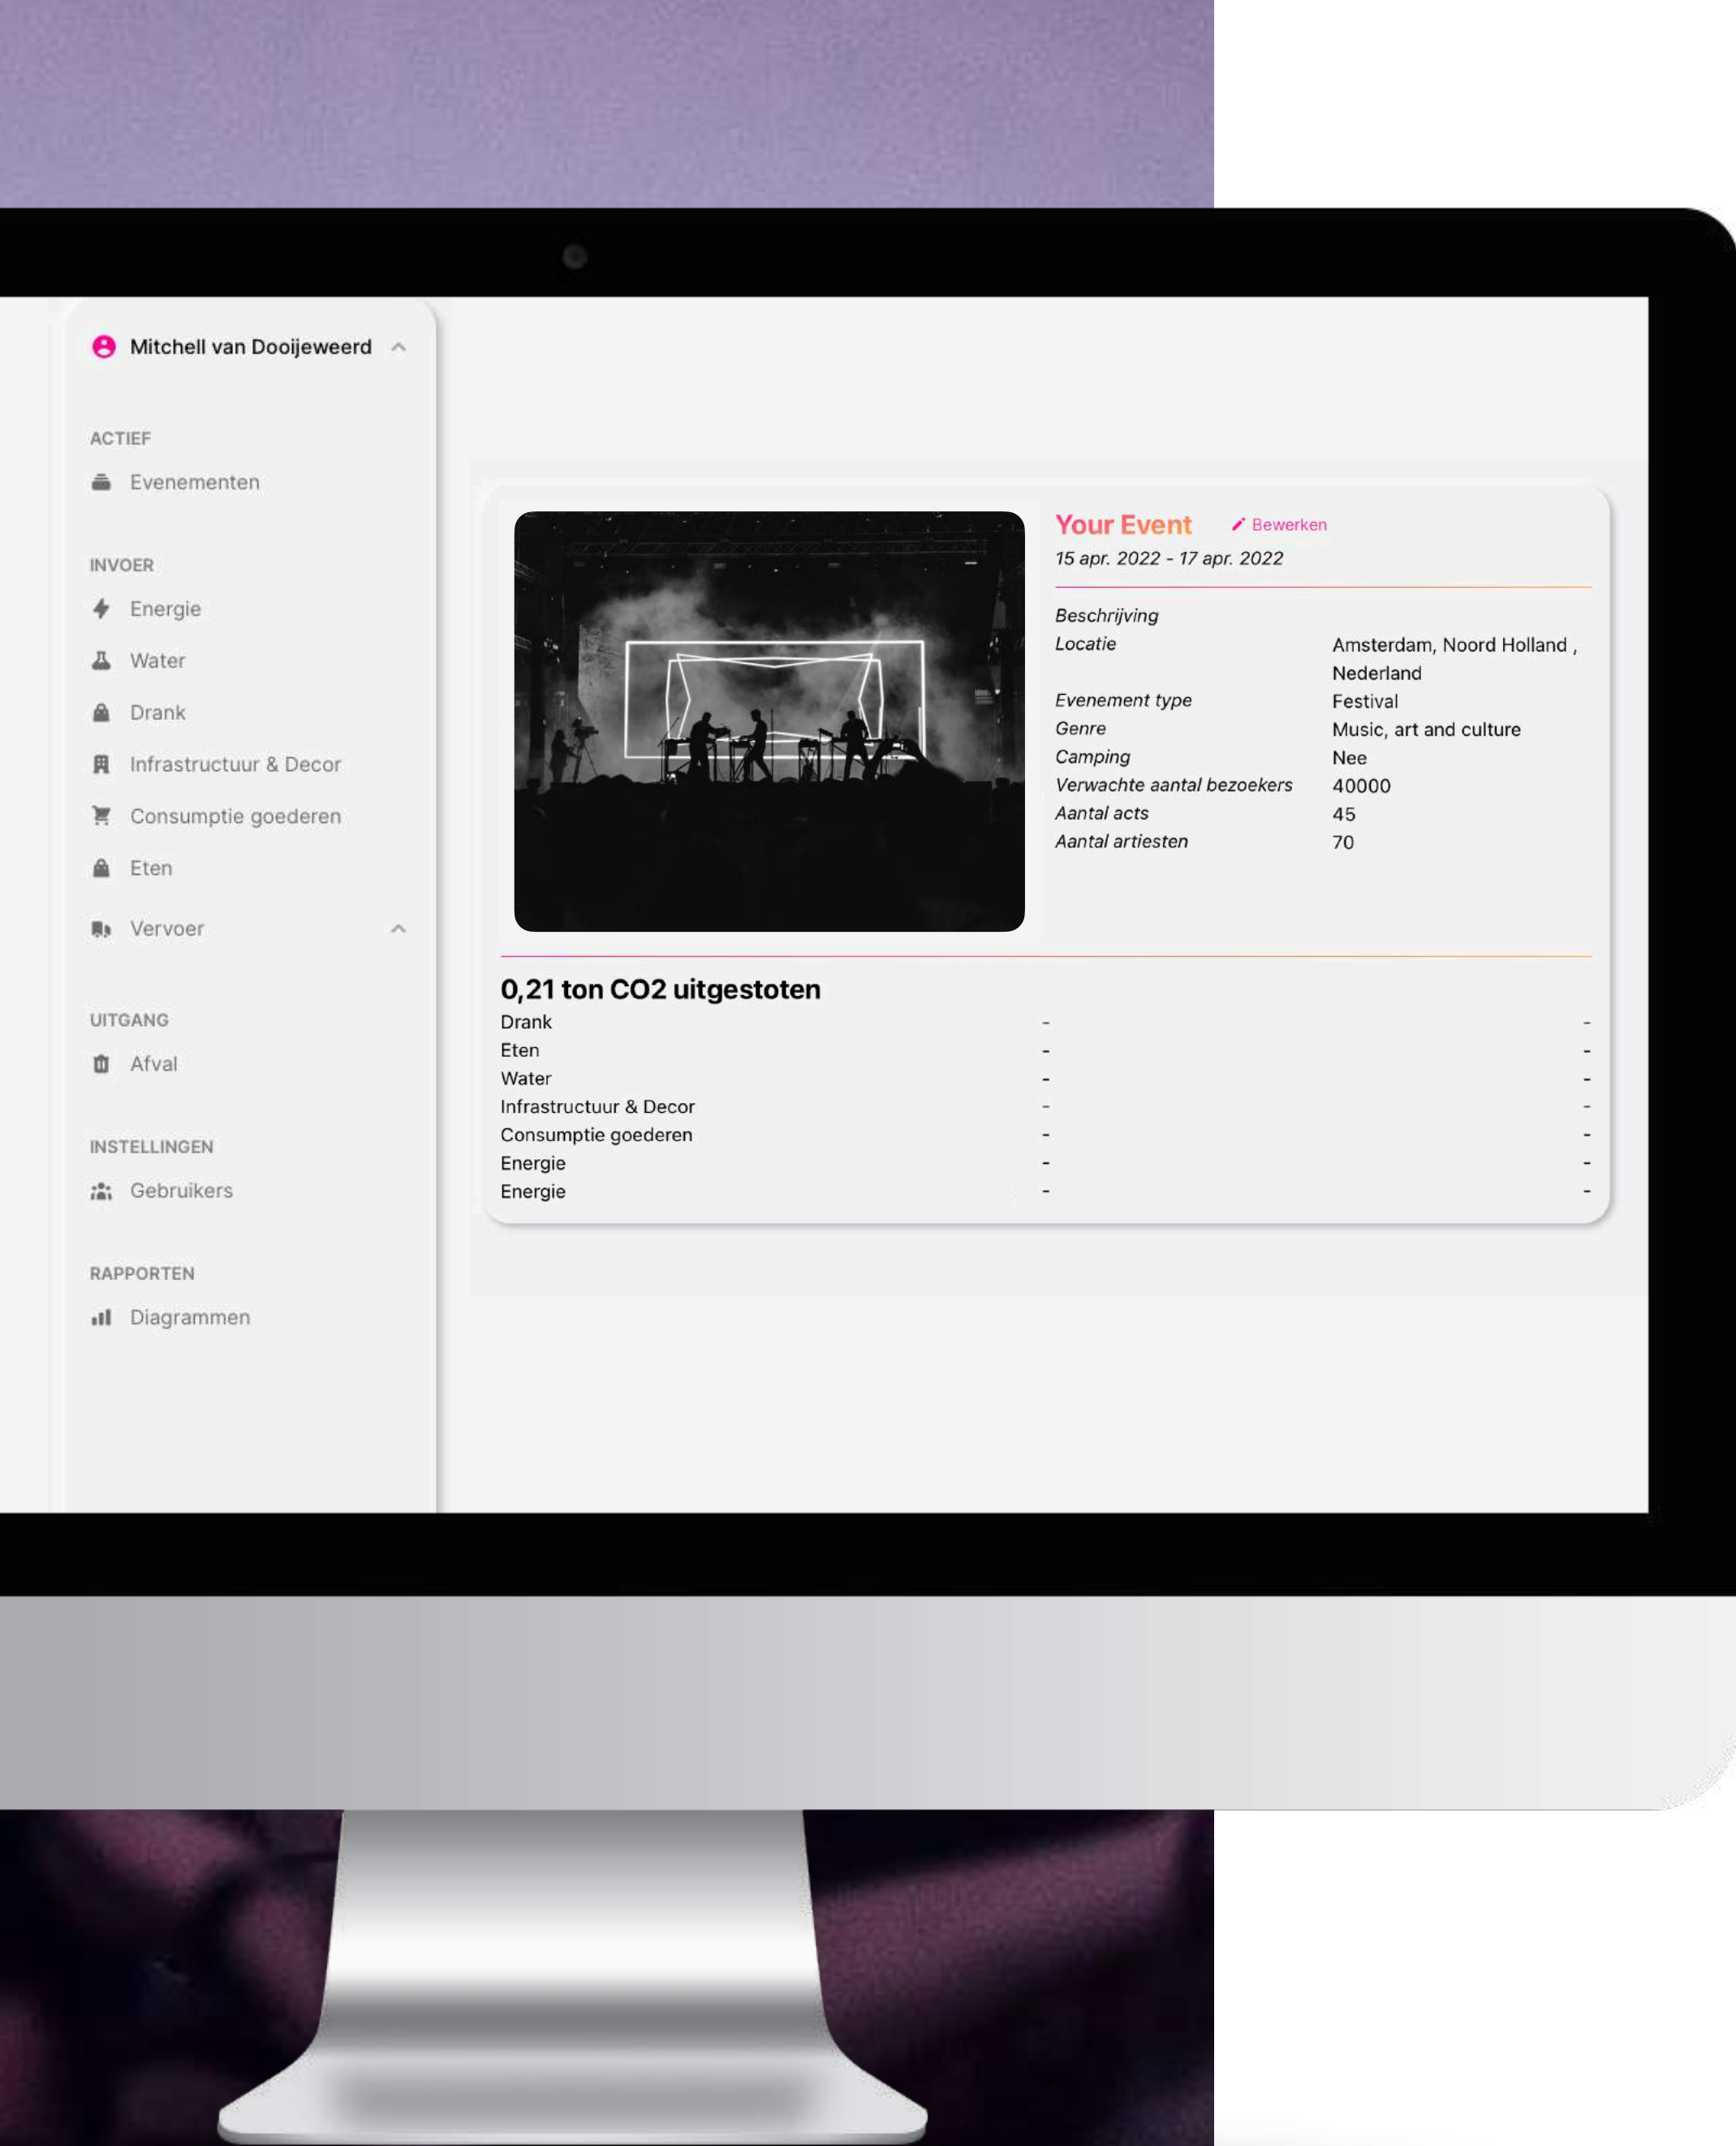 Mitchell van Dooijeweerd
ACTIEF
Evenementen
INVOER
Energie
Water
Drank
Infrastructuur & Decor
Consumptie goederen
Eten
Vervoer
UITGANG
Afval
INSTELLINGEN
Gebruikers
RAPPORTEN
Diagrammen
Your Event Bewerken
15 apr. 2022 - 17 apr. 2022
Beschrijving
Locatie Amsterdam, Noord Holland ,
Nederland
Evenement type Festival
Genre Music, art and culture
Camping Nee
Verwachte aantal bezoekers 40000
Aantal acts 45
Aantal artiesten 70
0,21 ton CO2 uitgestoten
Drank - -
Eten - -
Water - -
Infrastructuur & Decor - -
Consumptie goederen - -
Energie - -
Energie - -